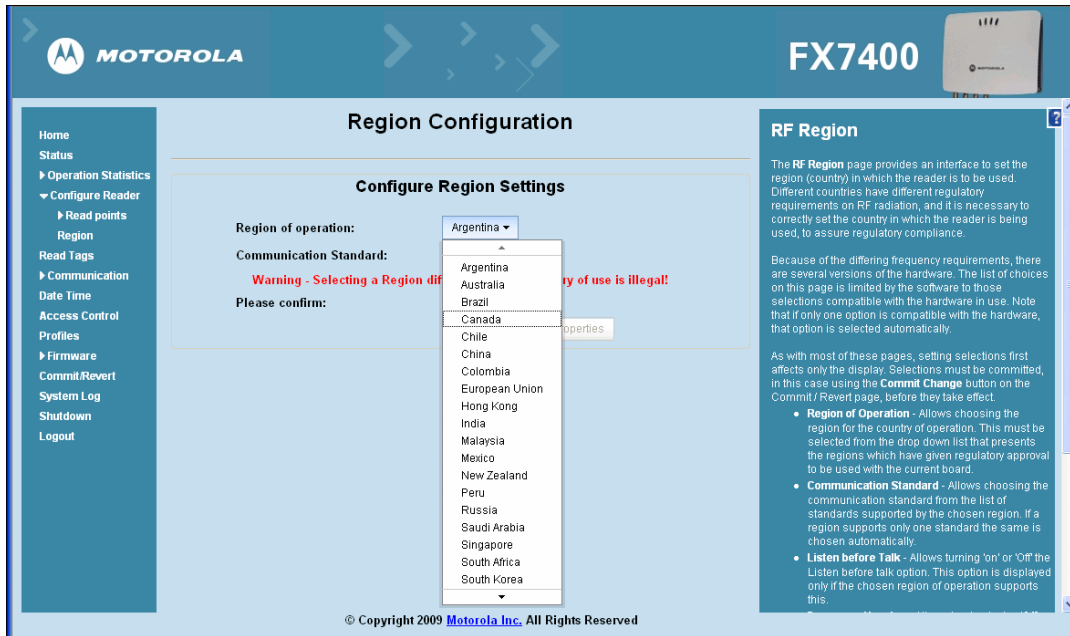 MOTOROLA
FX7400
MOTOROLA
Home
Status
Operation Statistics
Configure Reader
Read points
Region
Read Tags
Communication
Date Time
Access Control
Profiles
Firmware
Commit/Revert
System Log
Shutdown
Logout
Region Configuration
Configure Region Settings
Region of operation:
Argentina
Communication Standard:
Warning - Selecting a Region dif
ry of use is illegal!
Please confirm:
operties
Argentina
Australia
Brazil
Canada
Chile
China
Colombia
European Union
Hong Kong
India
Malaysia
Mexico
New Zealand
Peru
Russia
Saudi Arabia
Singapore
South Africa
South Korea
?
RF Region
The RF Region page provides an interface to set the
region (country) in which the reader is to be used.
Different countries have different regulatory
requirements on RF radiation, and it is necessary to
correctly set the country in which the reader is being
used, to assure regulatory compliance.
Because of the differing frequency requirements, there
are several versions of the hardware. The list of choices
on this page is limited by the software to those
selections compatible with the hardware in use. Note
that if only one option is compatible with the hardware,
that option is selected automatically.
As with most of these pages, setting selections first
affects only the display. Selections must be committed,
in this case using the Commit Change button on the
Commit / Revert page, before they take effect.
• Region of Operation - Allows choosing the
region for the country of operation. This must be
selected from the drop down list that presents
the regions which have given regulatory approval
to be used with the current board.
• Communication Standard - Allows choosing the
communication standard from the list of
standards supported by the chosen region. If a
region supports only one standard the same is
chosen automatically.
• Listen before Talk - Allows turning 'on' or 'Off' the
Listen before talk option. This option is displayed
only if the chosen region of operation supports
this.
© Copyright 2009 Motorola Inc. All Rights Reserved